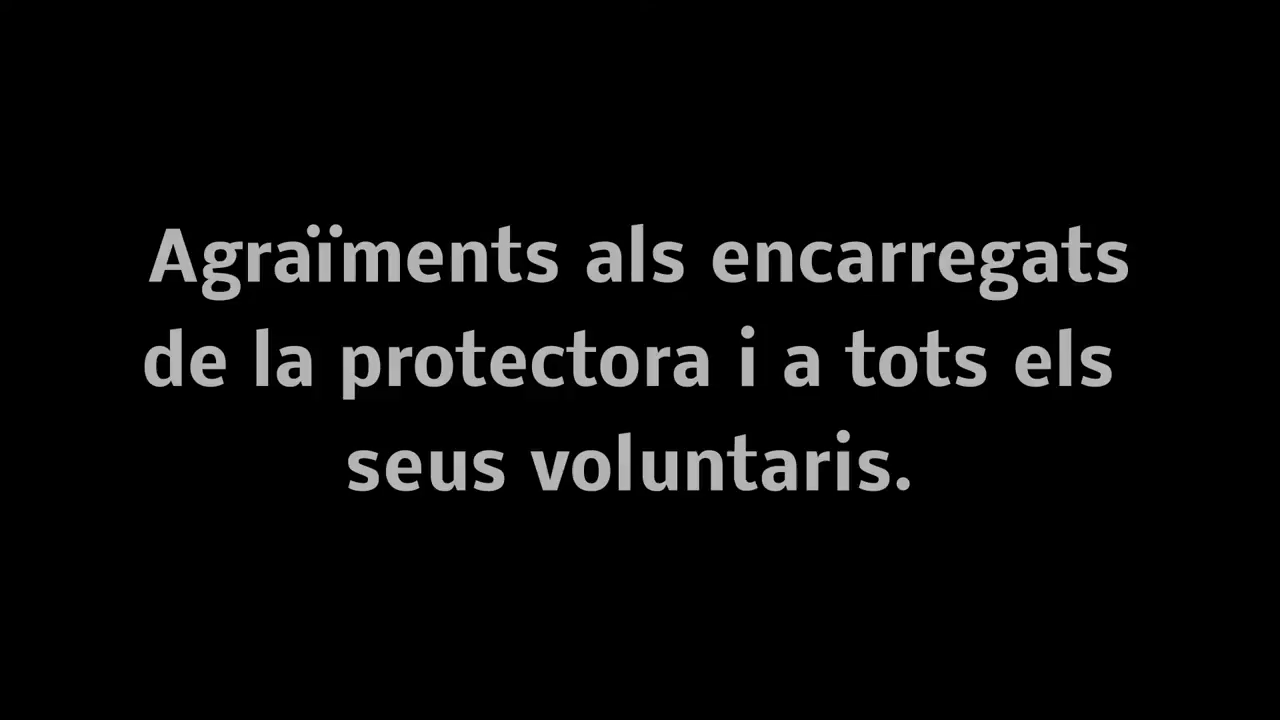 Agraïments als encarregats
de la protectora i a tots els
seus voluntaris.